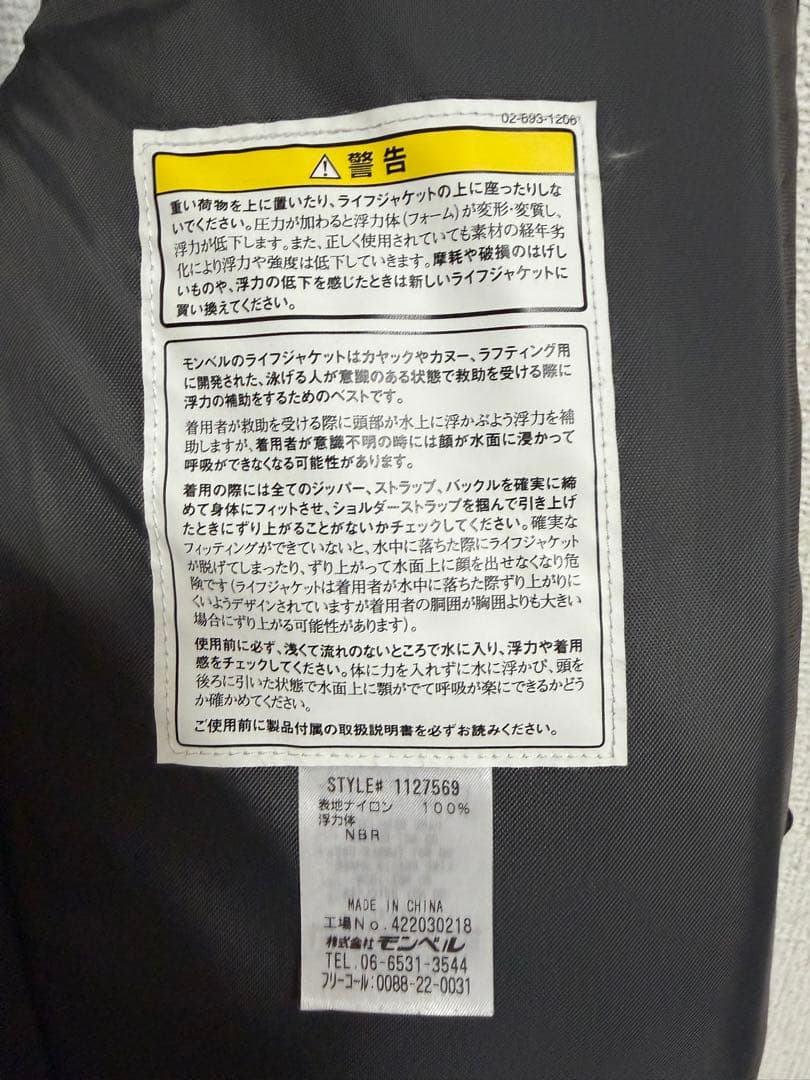 02-693-1206
⚠警告
重い荷物を上に置いたり、ライフジャケットの上に座ったりしな
いでください。圧力が加わると浮力体(フォーム)が変形・変質し、
浮力が低下します。また、正しく使用されていても素材の経年劣
化により浮力や強度は低下していきます。摩耗や破損のはげし
いものや、浮力の低下を感じたときは新しいライフジャケットに
買い換えてください。
モンベルのライフジャケットはカヤックやカヌー、ラフティング用
に開発された、泳げる人が意識のある状態で救助を受ける際に
浮力の補助をするためのベストです。
着用者が救助を受ける際に頭部が水上に浮かぶよう浮力を補
助しますが、着用者が意識不明の時には顔が水面に浸かって
呼吸ができなくなる可能性があります。
着用の際には全てのジッパー、ストラップ、バックルを確実に締
めて身体にフィットさせ、ショルダーストラップを掴んで引き上げ
たときにずり上がることがないかチェックしてください。確実な
フィッティングができていないと、水中に落ちた際にライフジャケット
が脱げてしまったり、ずり上がって水面上に顔を出せなくなり危
険です(ライフジャケットは着用者が水中に落ちた際ずり上がりに
くいようデザインされていますが着用者の胴囲が胸囲よりも大きい
場合にずり上がる可能性があります)。
使用前に必ず、浅くて流れのないところで水に入り、浮力や着用
感をチェックしてください。体に力を入れずに水に浮かび、頭を
後ろに引いた状態で水面上に顎がでて呼吸が楽にできるかどう
か確かめてください。
ご使用前に製品付属の取扱説明書を必ずお読みください。
STYLE# 1127569
表地ナイロン 100%
浮力体
NBR
MADE IN CHINA
工場No.422030218
株式会社モンベル
TEL.06-6531-3544
フリーコール:0088-22-0031